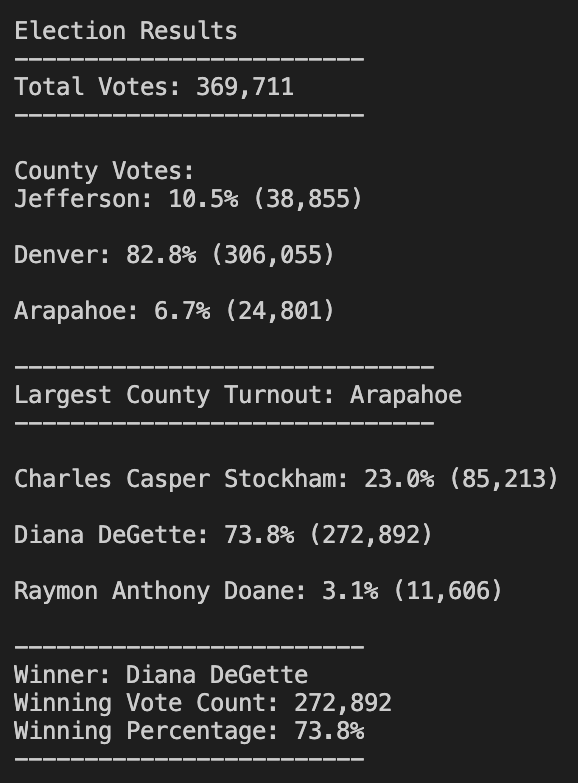 Election Results
-------------------------
Total Votes: 369,711
-------------------------
County Votes:
Jefferson: 10.5% (38,855)
Denver: 82.8% (306,055)
Arapahoe: 6.7% (24,801)
------------------------------
Largest County Turnout: Arapahoe
------------------------------
Charles Casper Stockham: 23.0% (85,213)
Diana DeGette: 73.8% (272,892)
Raymon Anthony Doane: 3.1% (11,606)
-------------------------
Winner: Diana DeGette
Winning Vote Count: 272,892
Winning Percentage: 73.8%
-------------------------